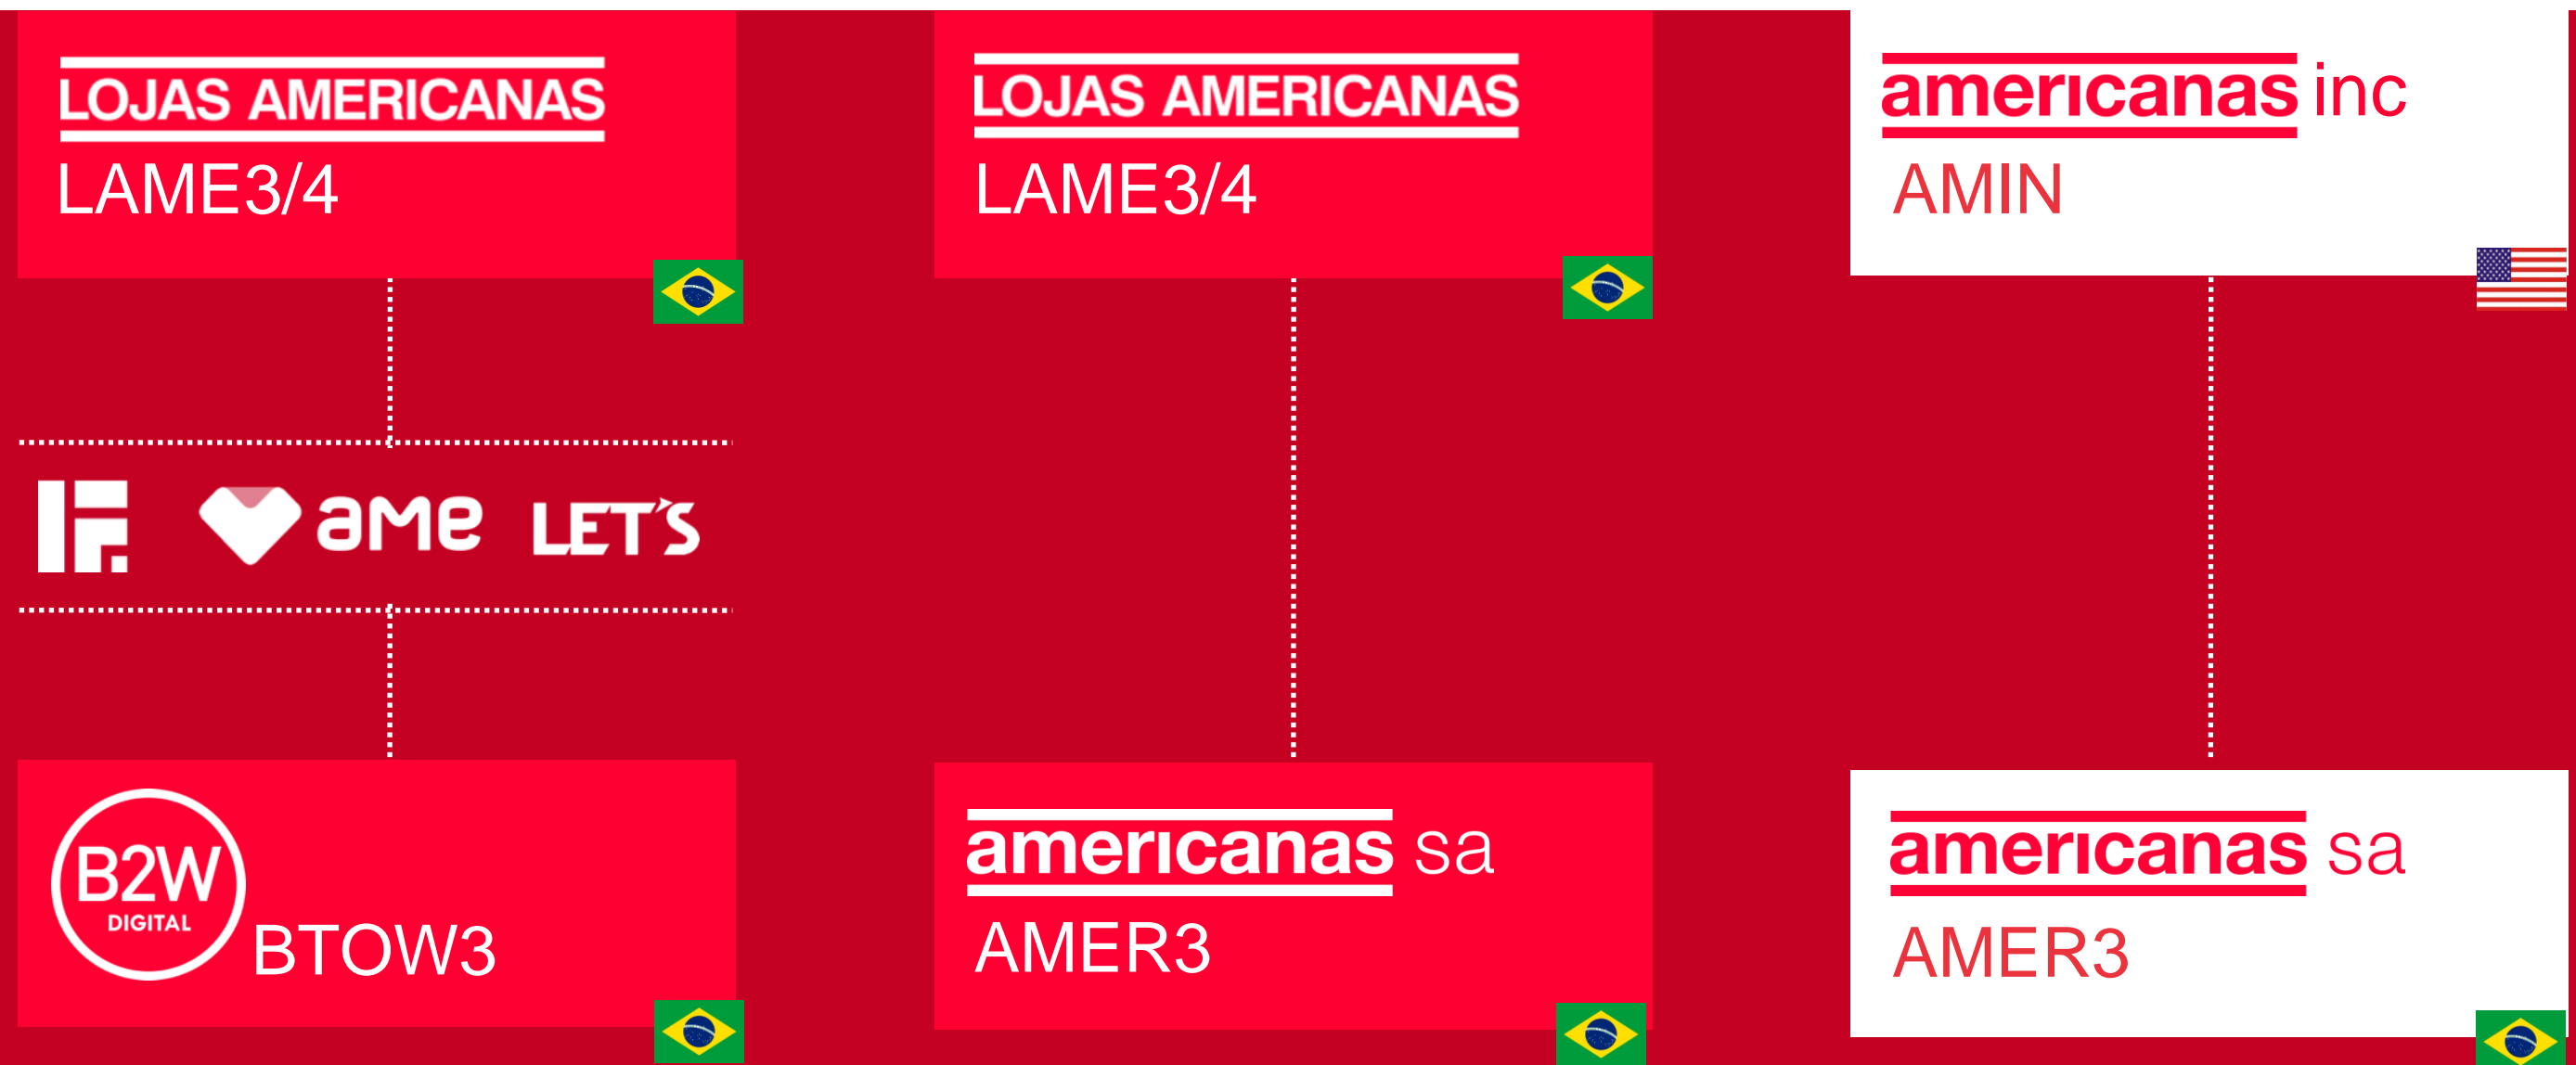 LOJAS AMERICANAS
LAME3/4
LOJAS AMERICANAS
LAME3/4
americanas inc
AMIN
IF.
ame
LET'S
B2W
DIGITAL
BTOW3
americanas sa
AMER3
americanas sa
AMER3